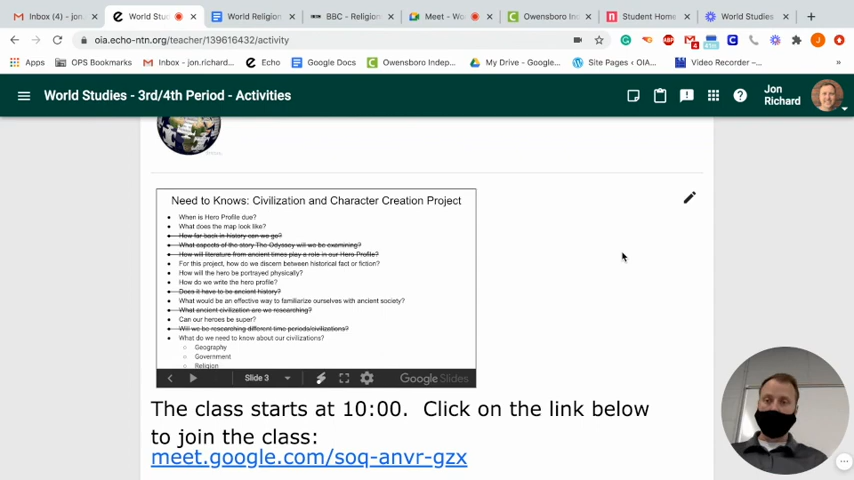 Inbox (4) - jon
World Stu
World Religion
BBC - Religion
Meet - Wo
Owensboro Ind
Student Home
World Studies
oia.echo-ntn.org/teacher/139616432/activity
Apps
OPS Bookmarks
Inbox - jon.richard...
Echo
Google Docs
Owensboro Indep...
My Drive - Google...
Site Pages < OIA...
Video Recorder –...
World Studies - 3rd/4th Period - Activities
Jon
Richard
Need to Knows: Civilization and Character Creation Project
When is Hero Profile due?
What does the map look like?
How far back in history can we go?
What aspects of the story The Odyssey will we be examining?
How will literature from ancient times play a role in our Hero Profile?
For this project, how do we discern between historical fact or fiction?
How will the hero be portrayed physically?
How do we write the hero profile?
Does it have to be ancient history?
What would be an effective way to familiarize ourselves with ancient society?
What ancient civilization are we researching?
Can our heroes be super?
Will we be researching different time periods/civilizations?
What do we need to know about our civilizations?
Geography
Government
Religion
Slide 3
Google Slides
The class starts at 10:00. Click on the link below
to join the class:
meet.google.com/soq-anvr-gzx